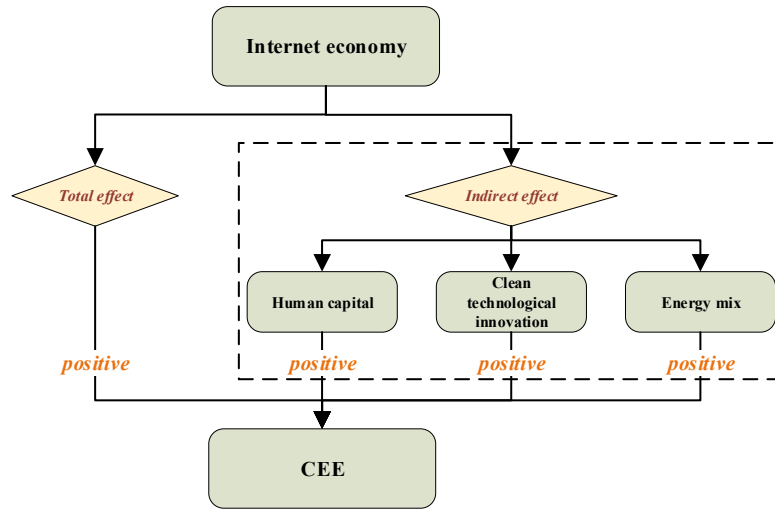 Internet economy
Total effect
Indirect effect
Human capital
Clean
technological
innovation
Energy mix
positive
positive
positive
positive
CEE